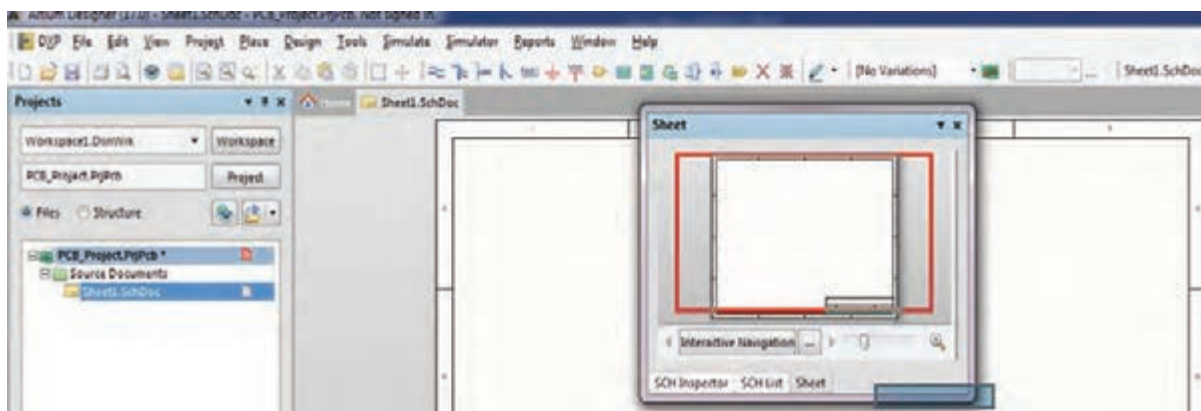 Altium Designer (17.0) - Sheet1.SchDoc - PCB_Project.PrjPcb. Not signed in.
DXP File Edit View Project Place Design Tools Simulate Simulator Reports Window Help
[No Variations] ... Sheet1.SchDoc
Projects
Home Sheet1.SchDoc
Workspace1.DsnWrk Workspace
PCB_Project.PrjPcb Project
Files Structure
PCB_Project.PrjPcb *
Source Documents
Sheet1.SchDoc
Sheet
Interactive Navigation ...
SCH Inspector SCH List Sheet